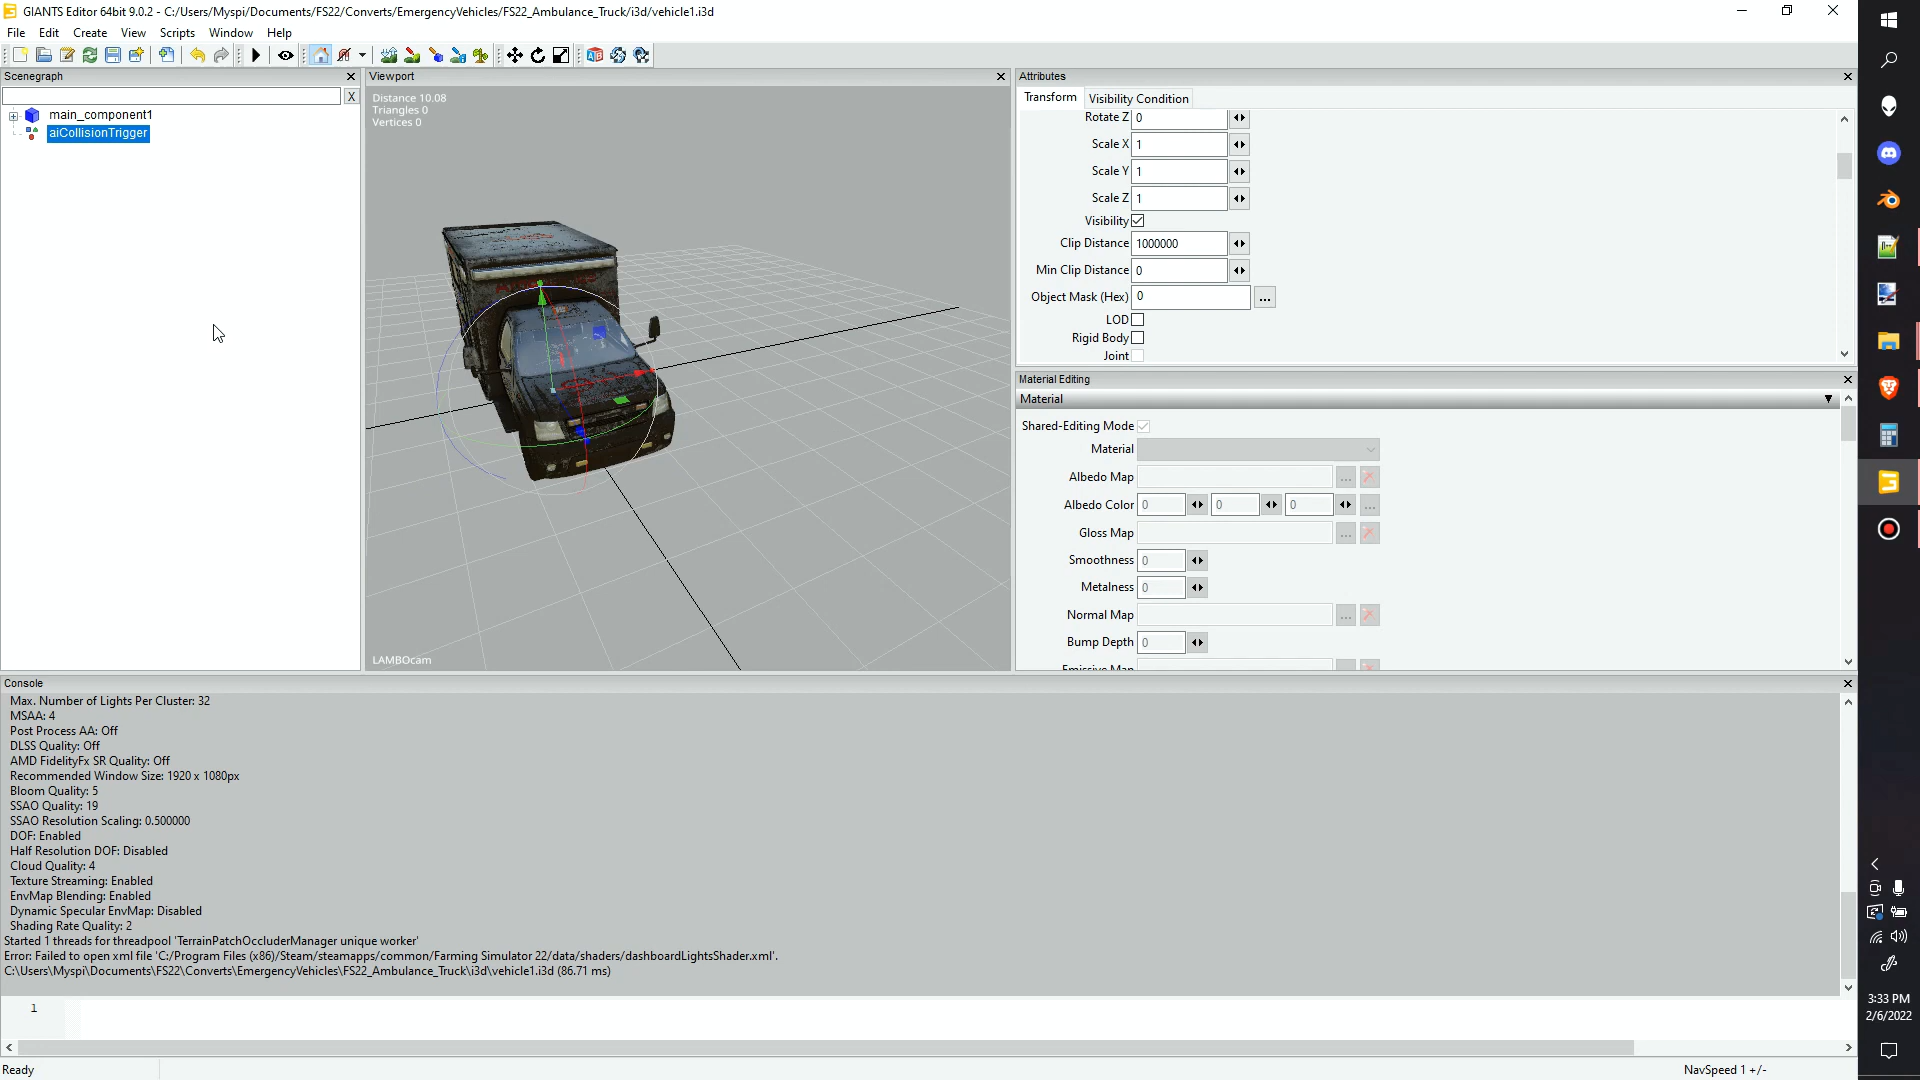 GIANTS Editor 64bit 9.0.2 - C:/Users/Myspi/Documents/FS22/Converts/EmergencyVehicles/FS22_Ambulance_Truck/i3d/vehicle1.i3d
File Edit Create View Scripts Window Help
Scenegraph
X
main_component1
aiCollisionTrigger
Viewport
Distance 10.08
Triangles 0
Vertices 0
LAMBOcam
Attributes
Transform Visibility Condition
Rotate Z 0
Scale X 1
Scale Y 1
Scale Z 1
Visibility
Clip Distance 1000000
Min Clip Distance 0
Object Mask (Hex) 0 ...
LOD
Rigid Body
Joint
Material Editing
Material
Shared-Editing Mode
Material
Albedo Map ...
Albedo Color 0 0 0 ...
Gloss Map ...
Smoothness 0
Metalness 0
Normal Map ...
Bump Depth 0
Emissive Map
Console
Max. Number of Lights Per Cluster: 32
MSAA: 4
Post Process AA: Off
DLSS Quality: Off
AMD FidelityFx SR Quality: Off
Recommended Window Size: 1920 x 1080px
Bloom Quality: 5
SSAO Quality: 19
SSAO Resolution Scaling: 0.500000
DOF: Enabled
Half Resolution DOF: Disabled
Cloud Quality: 4
Texture Streaming: Enabled
EnvMap Blending: Enabled
Dynamic Specular EnvMap: Disabled
Shading Rate Quality: 2
Started 1 threads for threadpool 'TerrainPatchOccluderManager unique worker'
Error: Failed to open xml file 'C:/Program Files (x86)/Steam/steamapps/common/Farming Simulator 22/data/shaders/dashboardLightsShader.xml'.
C:\Users\Myspi\Documents\FS22\Converts\EmergencyVehicles\FS22_Ambulance_Truck\i3d\vehicle1.i3d (86.71 ms)
1
Ready
NavSpeed 1 +/-
3:33 PM
2/6/2022